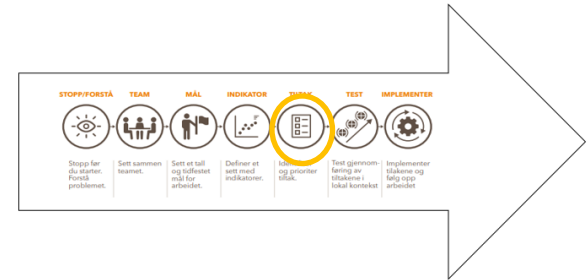 STOPP/FORSTÅ
TEAM
MÅL
INDIKATOR
TILTAK
TEST
IMPLEMENTER
Stopp før
du starter.
Forstå
problemet.
Sett sammen
teamet.
Sett et tall
og tidfestet
mål for
arbeidet.
Definer et
sett med
indikatorer.
og prioriter
tiltak.
Test gjennom-
føring av
tiltakene i
lokal kontekst
Implementer
tilakene og
følg opp
arbeidet